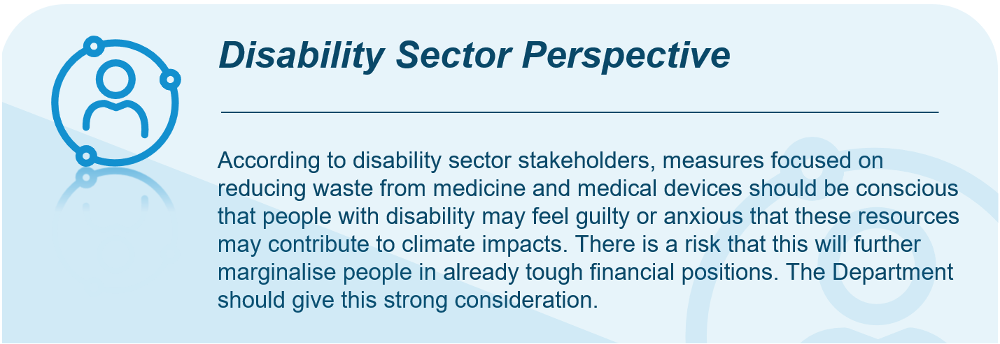 Disability Sector Perspective
According to disability sector stakeholders, measures focused on
reducing waste from medicine and medical devices should be conscious
that people with disability may feel guilty or anxious that these resources
may contribute to climate impacts. There is a risk that this will further
marginalise people in already tough financial positions. The Department
should give this strong consideration.